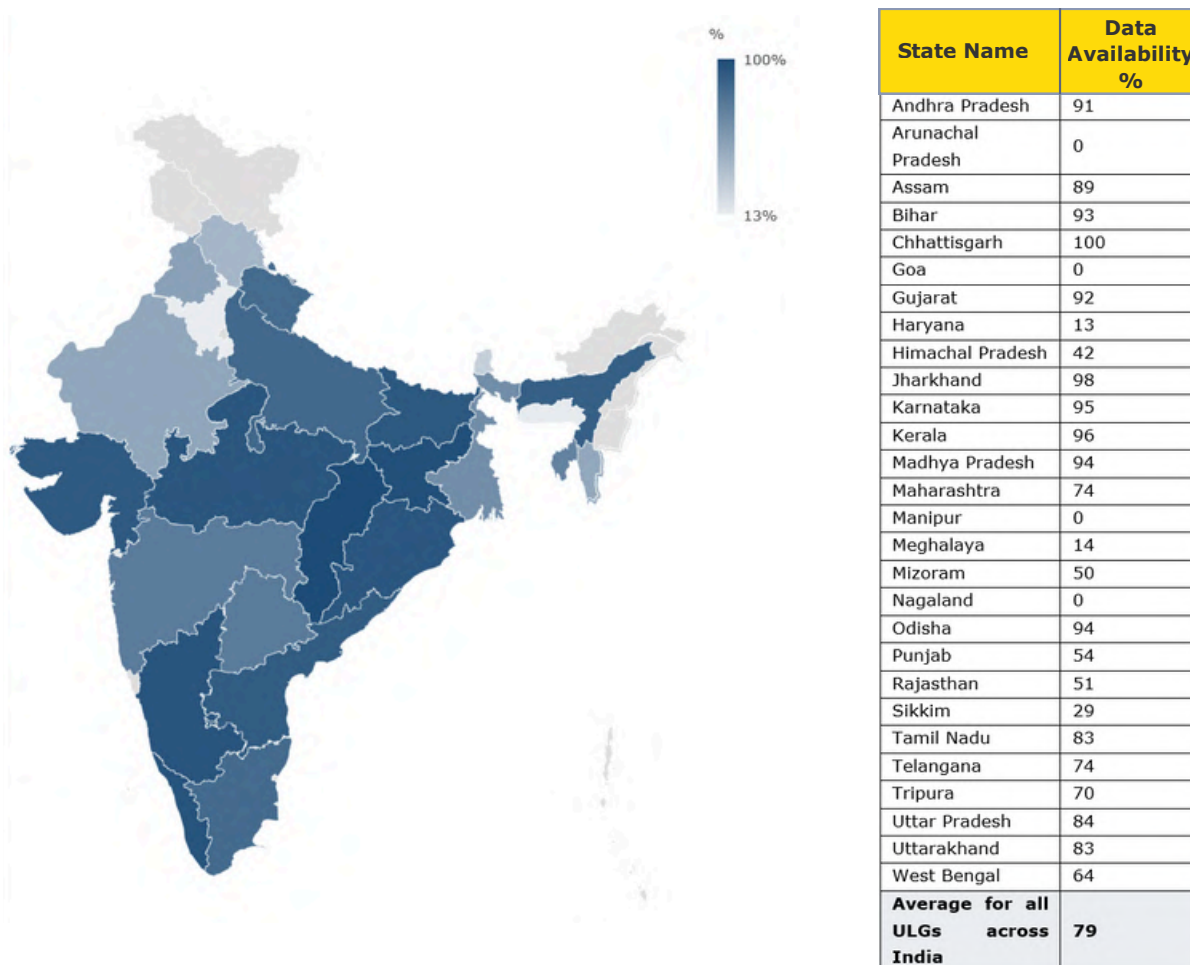 %
100%
13%
State Name
Data
Availability
%
Andhra Pradesh
91
Arunachal
Pradesh
0
Assam
89
Bihar
93
Chhattisgarh
100
Goa
0
Gujarat
92
Haryana
13
Himachal Pradesh
42
Jharkhand
98
Karnataka
95
Kerala
96
Madhya Pradesh
94
Maharashtra
74
Manipur
0
Meghalaya
14
Mizoram
50
Nagaland
0
Odisha
94
Punjab
54
Rajasthan
51
Sikkim
29
Tamil Nadu
83
Telangana
74
Tripura
70
Uttar Pradesh
84
Uttarakhand
83
West Bengal
64
Average for all
ULGs across
India
79